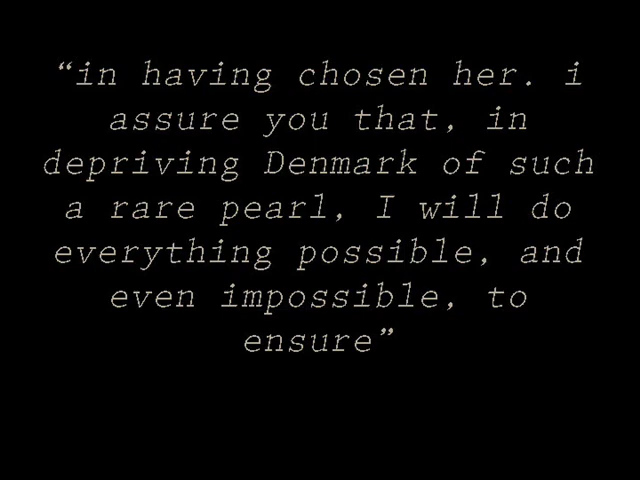 “in having chosen her. i
assure you that, in
depriving Denmark of such
a rare pearl, I will do
everything possible, and
even impossible, to
ensure”